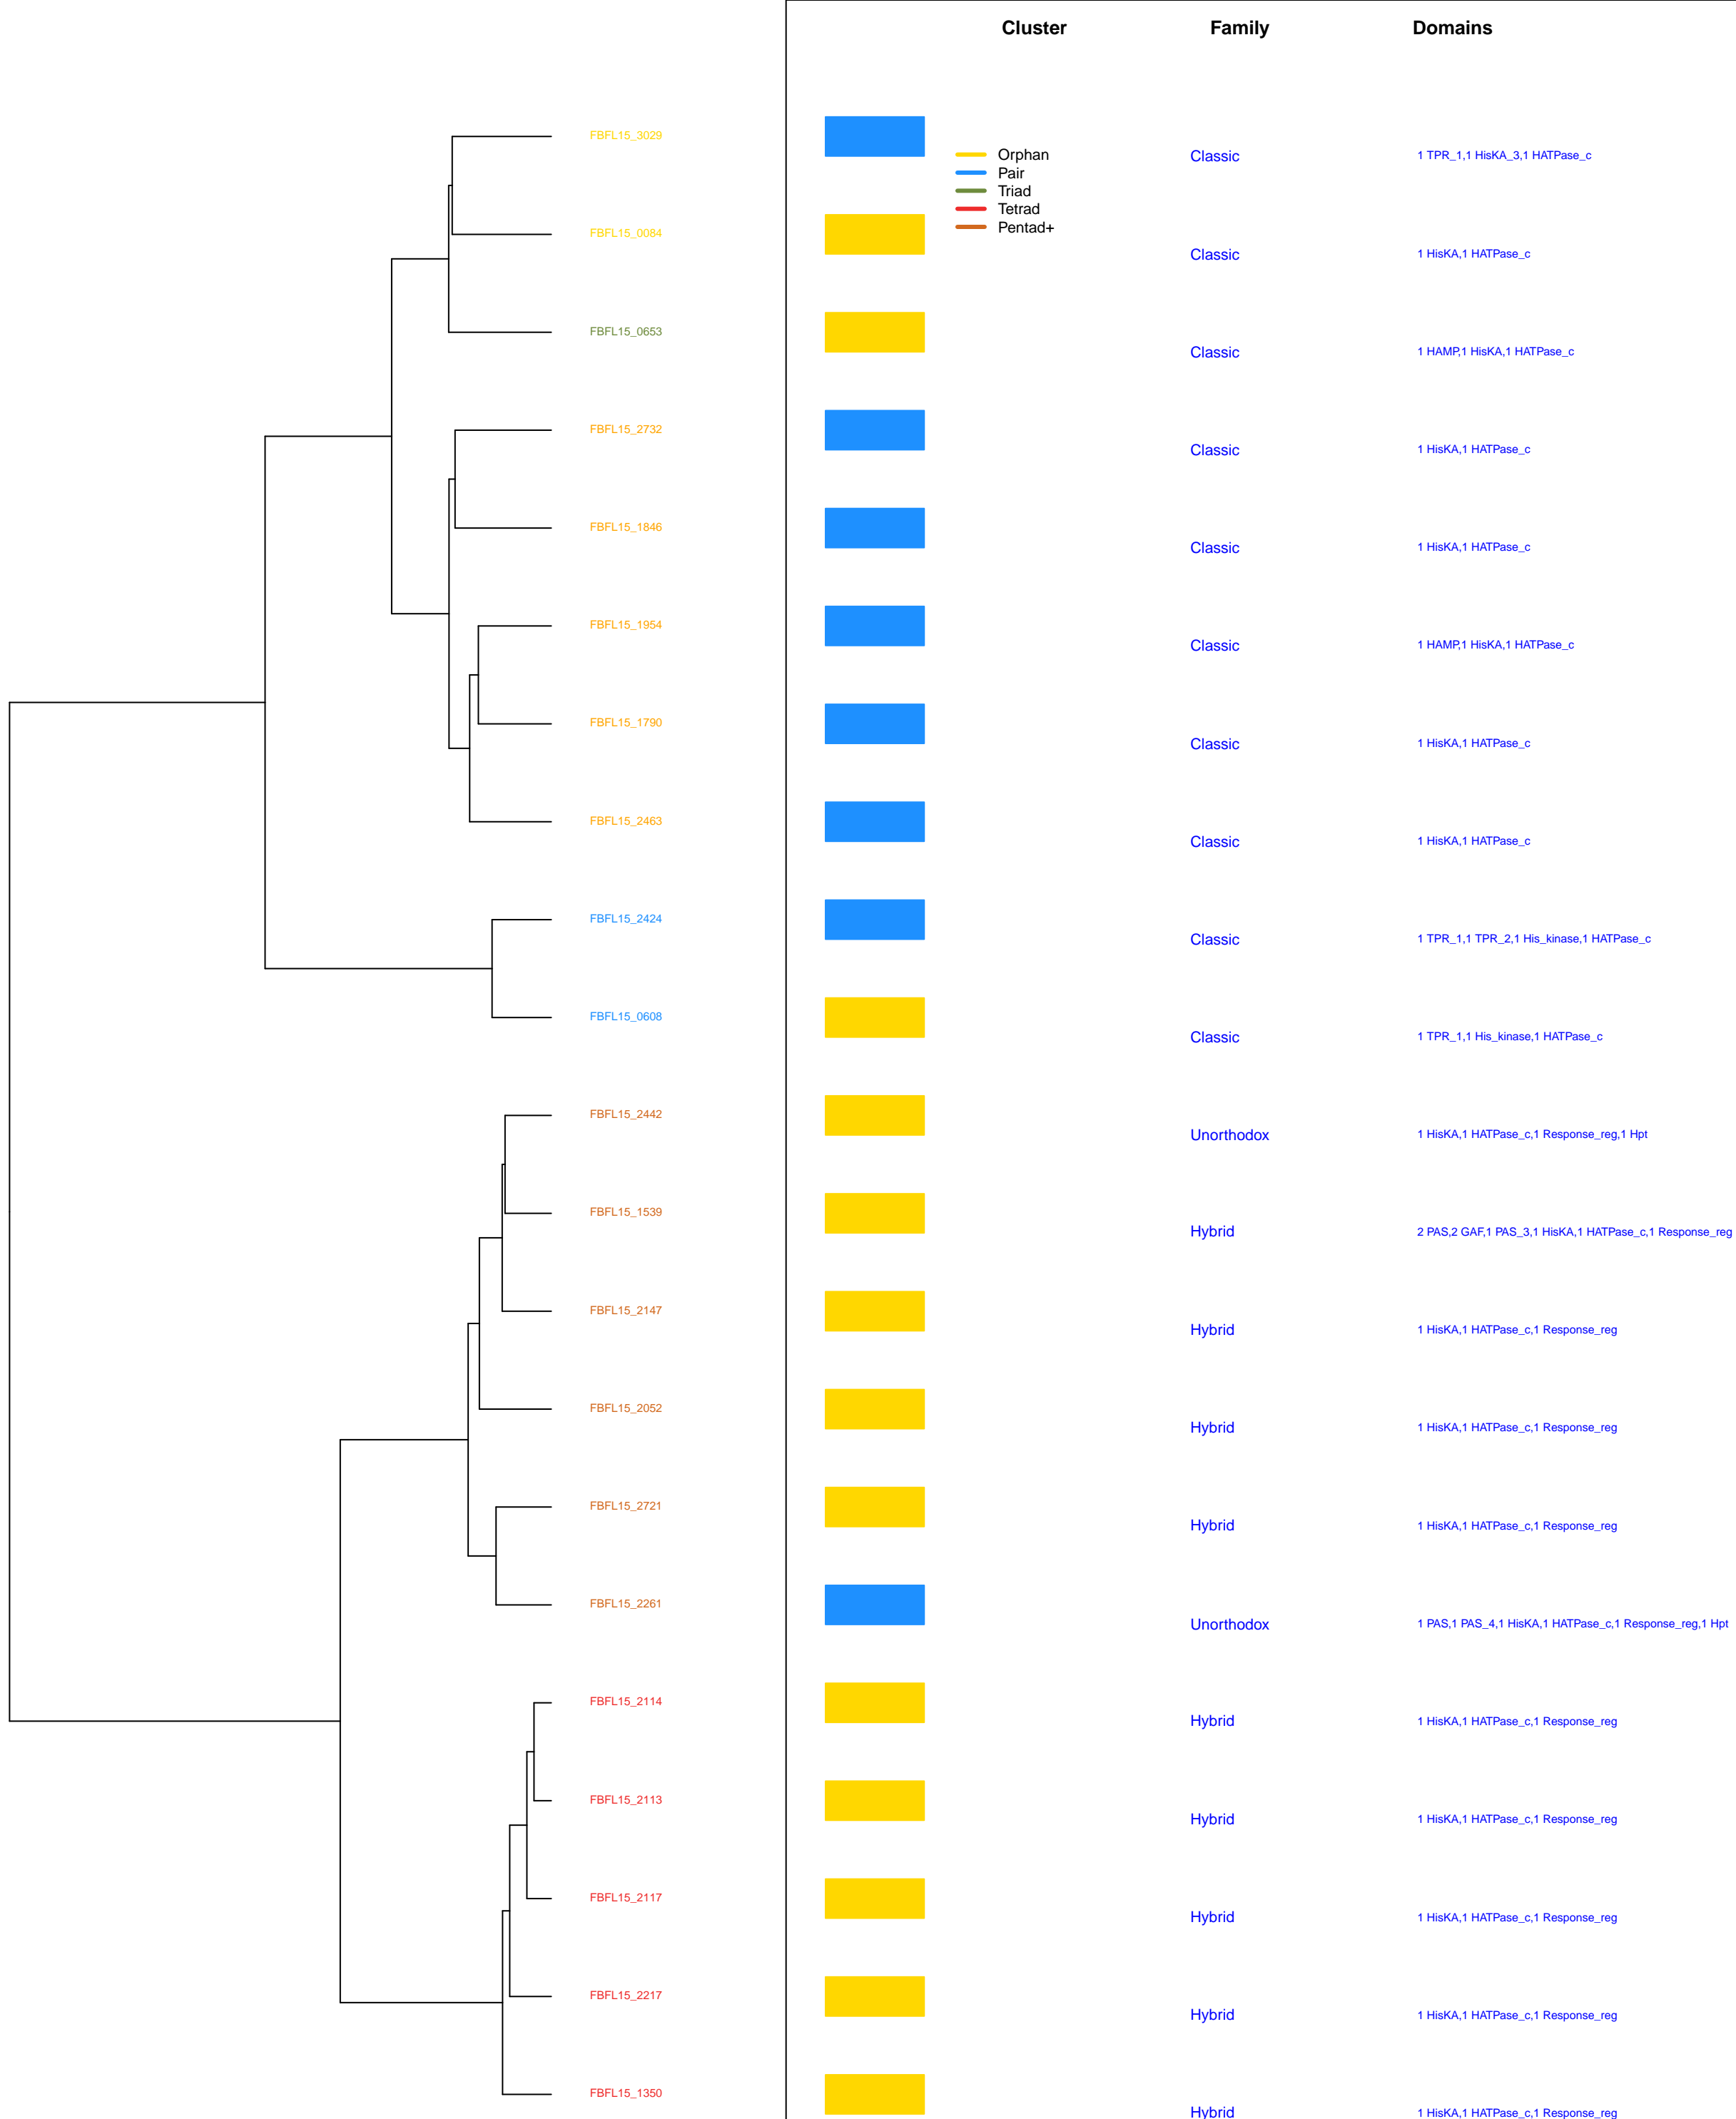 Cluster Family Domains
FBFL15_3029
Orphan
Classic 1 TPR_1,1 HisKA_3,1 HATPase_c
Pair
Triad
Tetrad
Pentad+
FBFL15_0084
Classic 1 HisKA,1 HATPase_c
FBFL15_0653
Classic 1 HAMP,1 HisKA,1 HATPase_c
FBFL15_2732
Classic 1 HisKA,1 HATPase_c
FBFL15_1846
Classic 1 HisKA,1 HATPase_c
FBFL15_1954
Classic 1 HAMP,1 HisKA,1 HATPase_c
FBFL15_1790
Classic 1 HisKA,1 HATPase_c
FBFL15_2463
Classic 1 HisKA,1 HATPase_c
FBFL15_2424
Classic 1 TPR_1,1 TPR_2,1 His_kinase,1 HATPase_c
FBFL15_0608
Classic 1 TPR_1,1 His_kinase,1 HATPase_c
FBFL15_2442
Unorthodox 1 HisKA,1 HATPase_c,1 Response_reg,1 Hpt
FBFL15_1539
Hybrid 2 PAS,2 GAF,1 PAS_3,1 HisKA,1 HATPase_c,1 Response_reg
FBFL15_2147
Hybrid 1 HisKA,1 HATPase_c,1 Response_reg
FBFL15_2052
Hybrid 1 HisKA,1 HATPase_c,1 Response_reg
FBFL15_2721
Hybrid 1 HisKA,1 HATPase_c,1 Response_reg
FBFL15_2261
Unorthodox 1 PAS,1 PAS_4,1 HisKA,1 HATPase_c,1 Response_reg,1 Hpt
FBFL15_2114
Hybrid 1 HisKA,1 HATPase_c,1 Response_reg
FBFL15_2113
Hybrid 1 HisKA,1 HATPase_c,1 Response_reg
FBFL15_2117
Hybrid 1 HisKA,1 HATPase_c,1 Response_reg
FBFL15_2217
Hybrid 1 HisKA,1 HATPase_c,1 Response_reg
FBFL15_1350
Hybrid 1 HisKA,1 HATPase_c,1 Response_reg